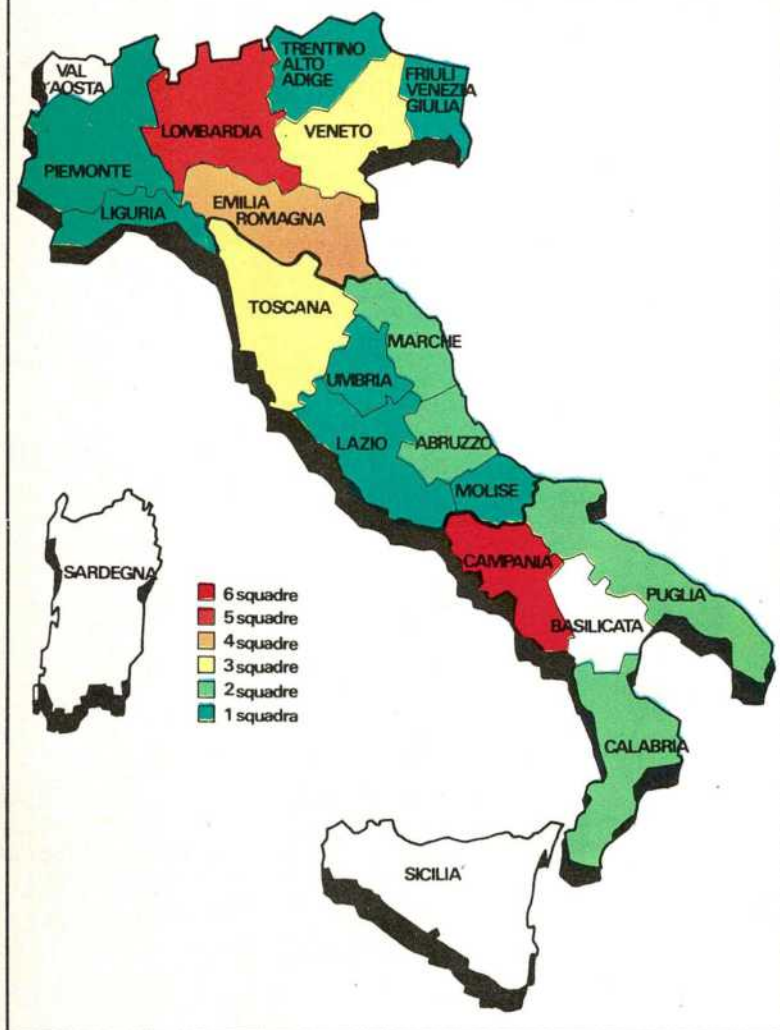 VAL
D'AOSTA
TRENTINO
ALTO
ADIGE
FRIULI
VENEZIA
GIULIA
LOMBARDIA
VENETO
PIEMONTE
LIGURIA
EMILIA
ROMAGNA
TOSCANA
MARCHE
UMBRIA
LAZIO
ABRUZZO
MOLISE
SARDEGNA
CAMPANIA
PUGLIA
BASILICATA
6 squadre
5 squadre
4 squadre
3 squadre
2 squadre
1 squadra
CALABRIA
SICILIA